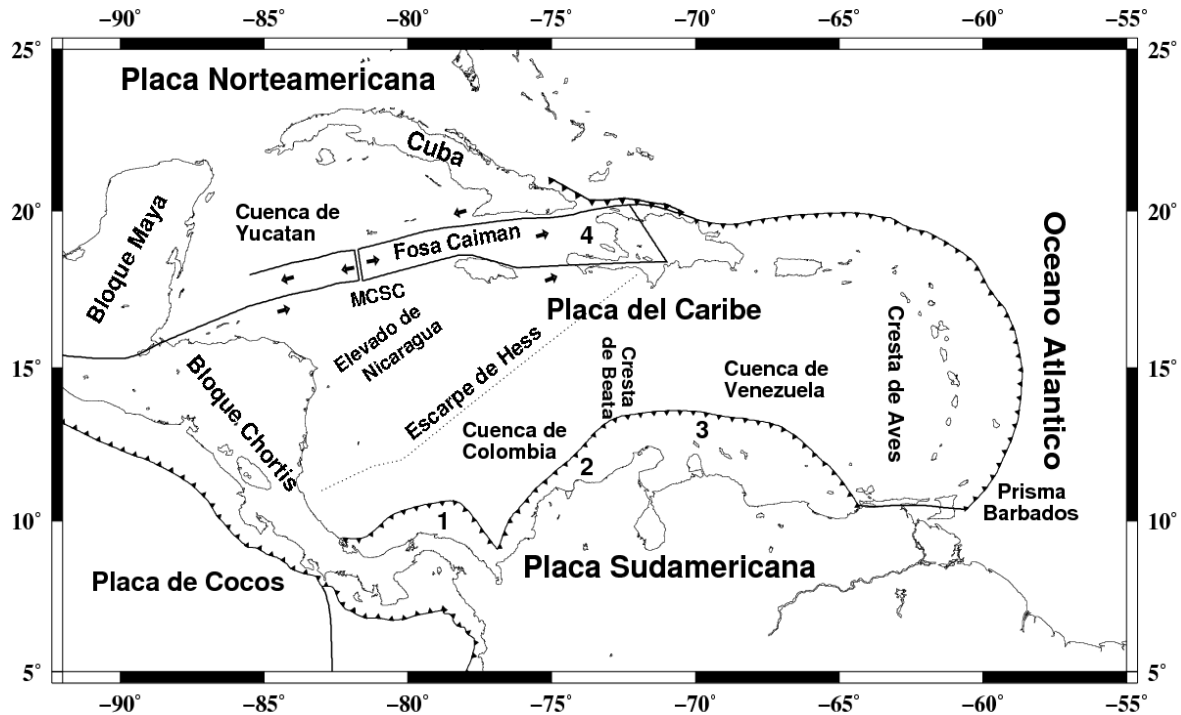 −90° −85° −80° −75° −70° −65° −60° −55°
25° 25°
Placa Norteamericana
Cuba
20° 20°
Cuenca de
Yucatan
Bloque Maya
Fosa Caiman
4
Oceano Atlantico
MCSC
Placa del Caribe
Elevado de
Nicaragua
Escarpe de Hess
Cresta
de Beata
Cuenca de
Venezuela
Cresta de Aves
15° 15°
Bloque Chortis
Cuenca de
Colombia
3
2
Prisma
Barbados
10° 10°
1
Placa de Cocos
Placa Sudamericana
5° 5°
−90° −85° −80° −75° −70° −65° −60° −55°